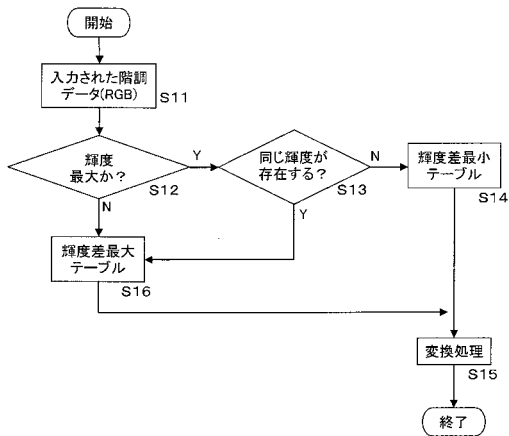 開始
入力された階調
データ(RGB)
S11
輝度
最大か？
S12
Y
N
同じ輝度が
存在する？
S13
N
Y
輝度差最小
テーブル
S14
輝度差最大
テーブル
S16
変換処理
S15
終了